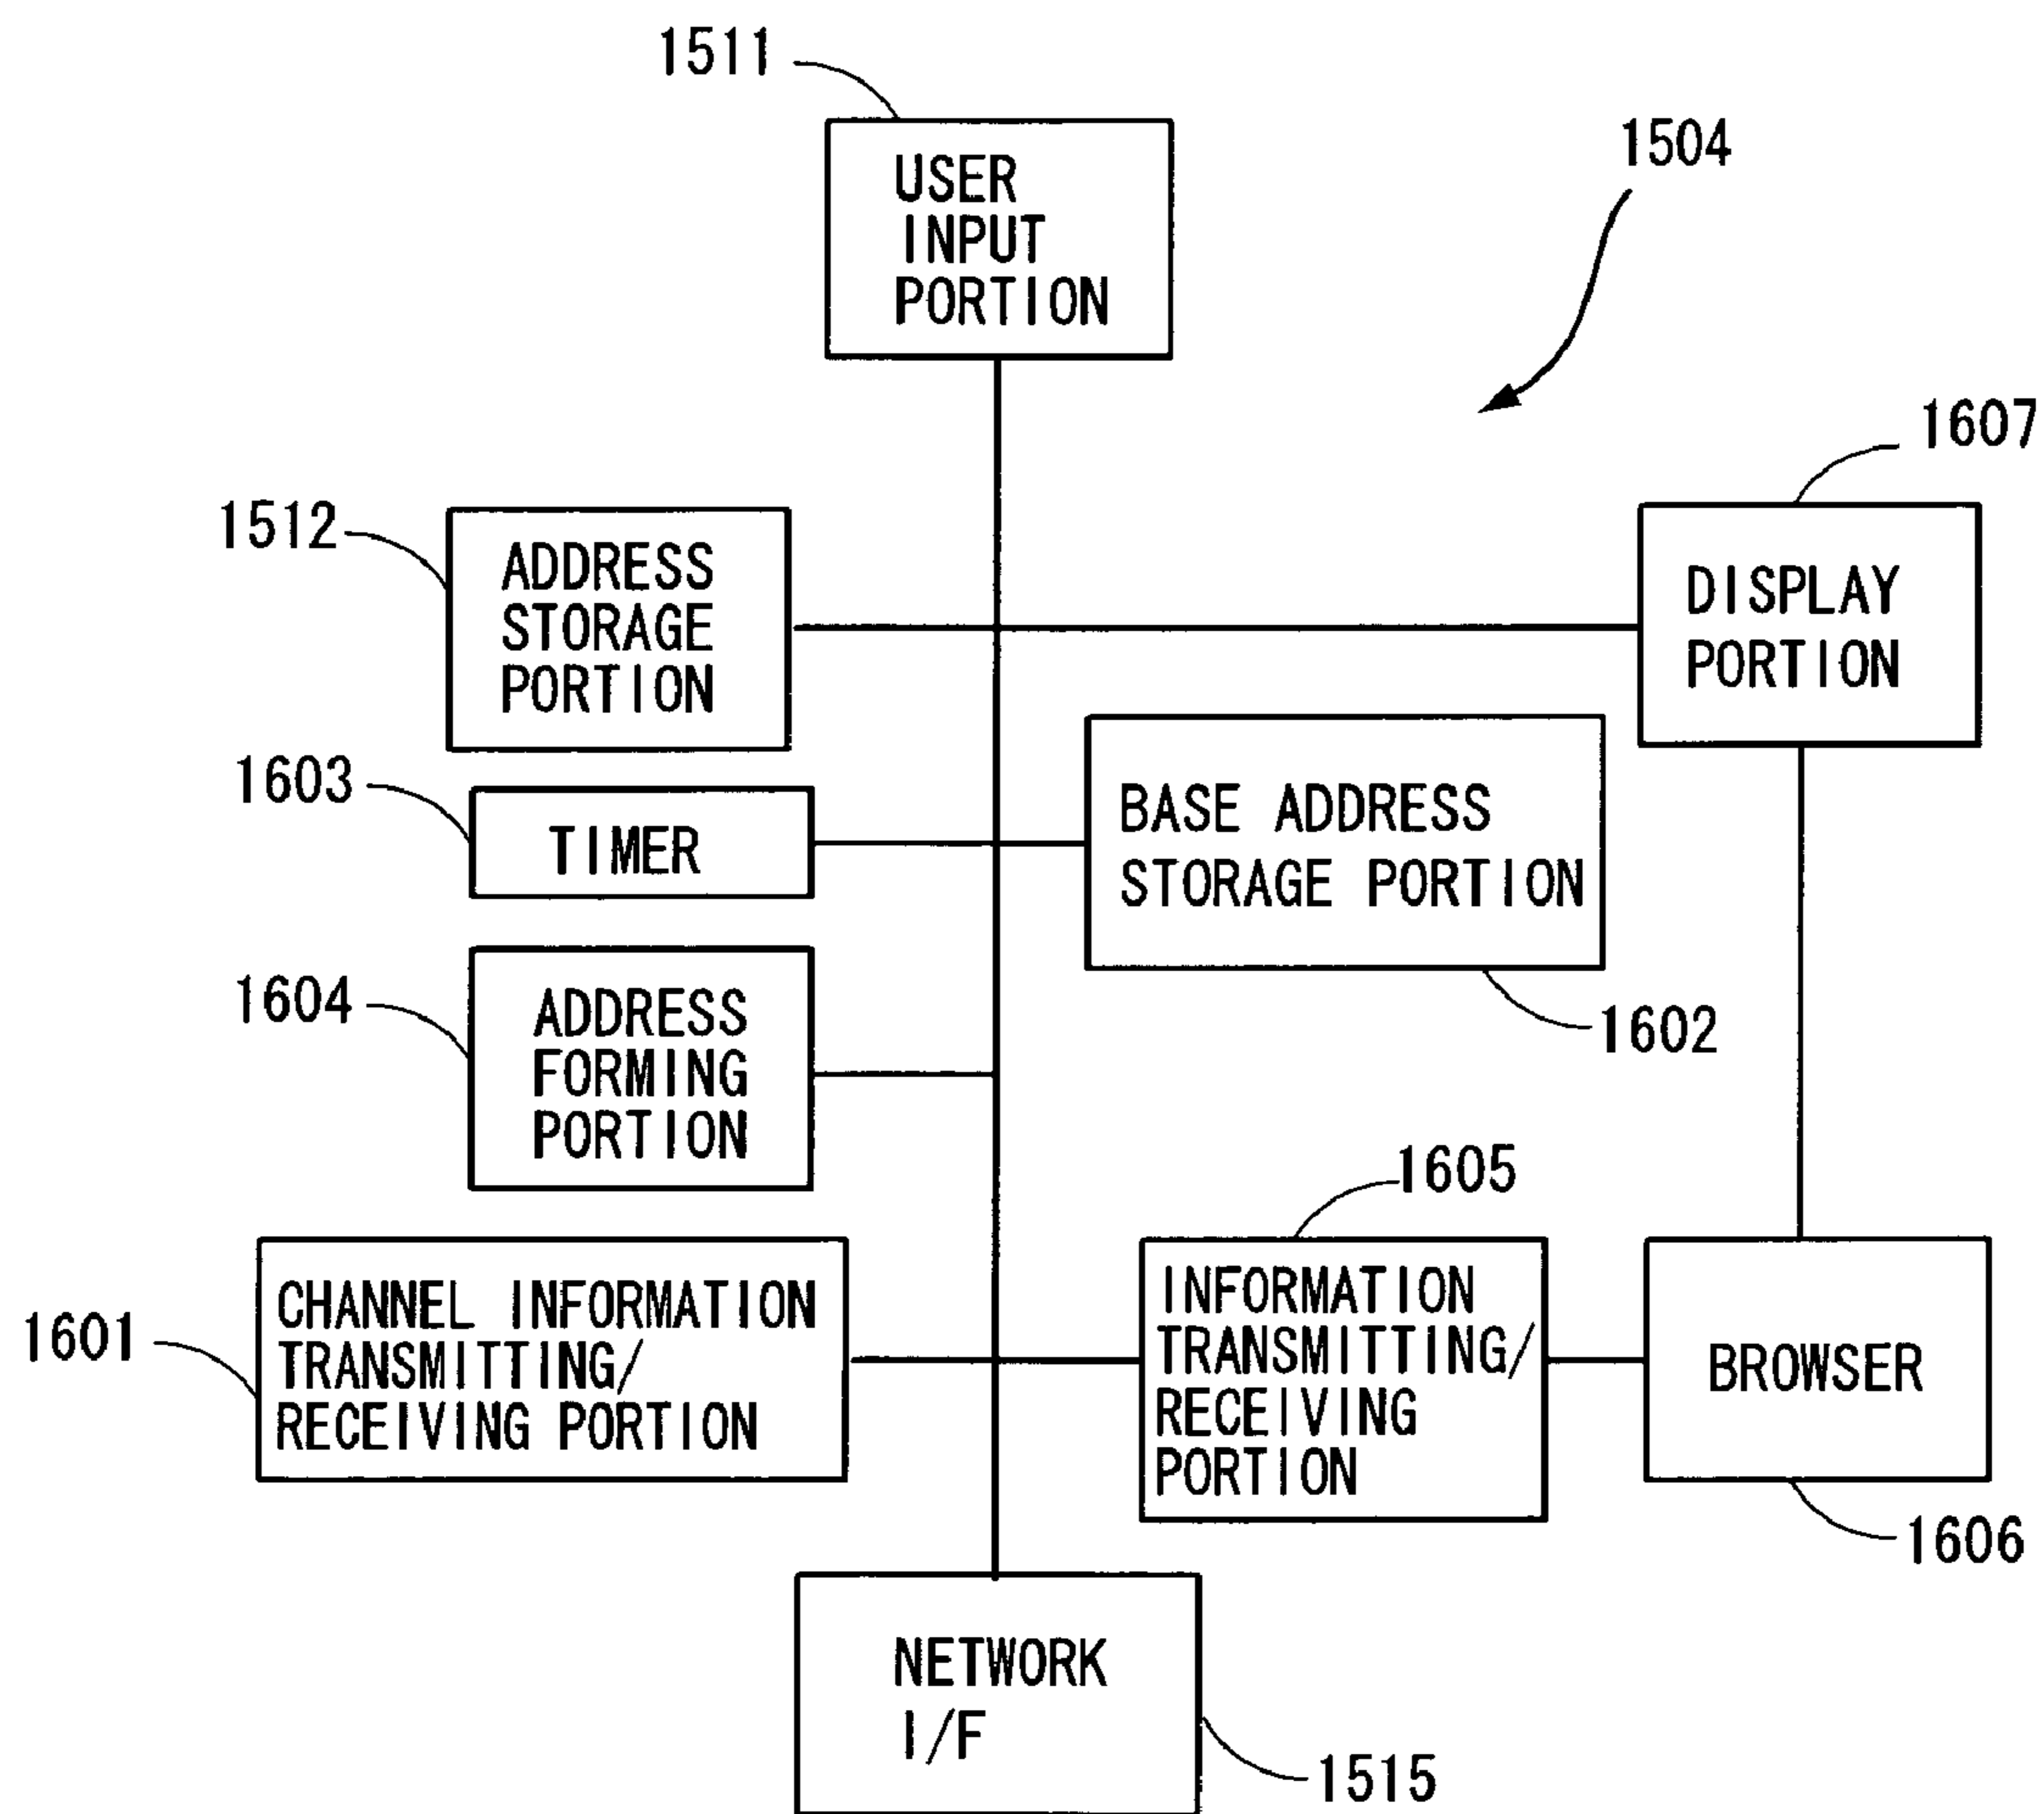 1511
USER
INPUT
PORTION
1504
1607
1512
ADDRESS
STORAGE
PORTION
DISPLAY
PORTION
1603
TIMER
BASE ADDRESS
STORAGE PORTION
1602
1604
ADDRESS
FORMING
PORTION
1605
1601
CHANNEL INFORMATION
TRANSMITTING/
RECEIVING PORTION
INFORMATION
TRANSMITTING/
RECEIVING
PORTION
BROWSER
1606
NETWORK
I/F
1515